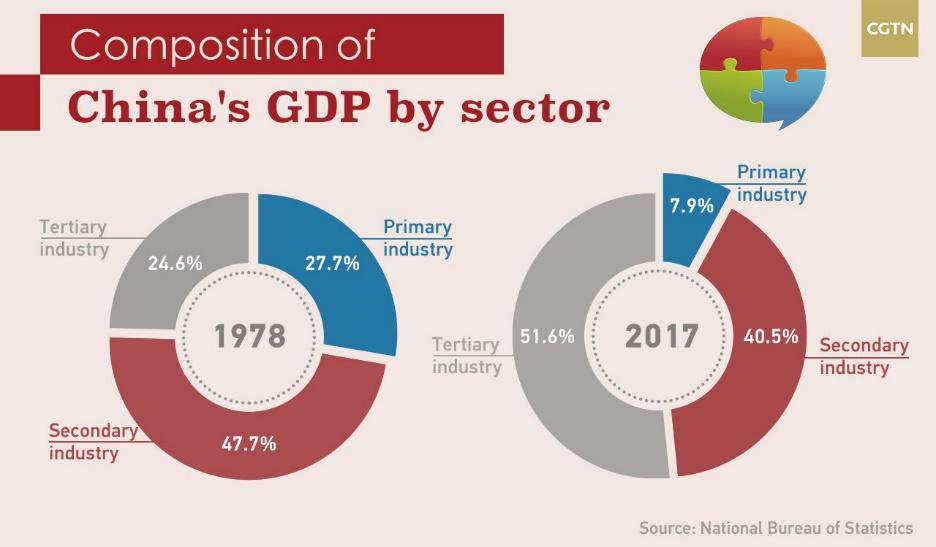 Composition of
CGTN
China's GDP by sector
Tertiary
industry
24.6%
Primary
industry
27.7%
1978
Secondary
industry
47.7%
Primary
industry
7.9%
Tertiary
industry
51.6%
2017
40.5%
Secondary
industry
Source: National Bureau of Statistics